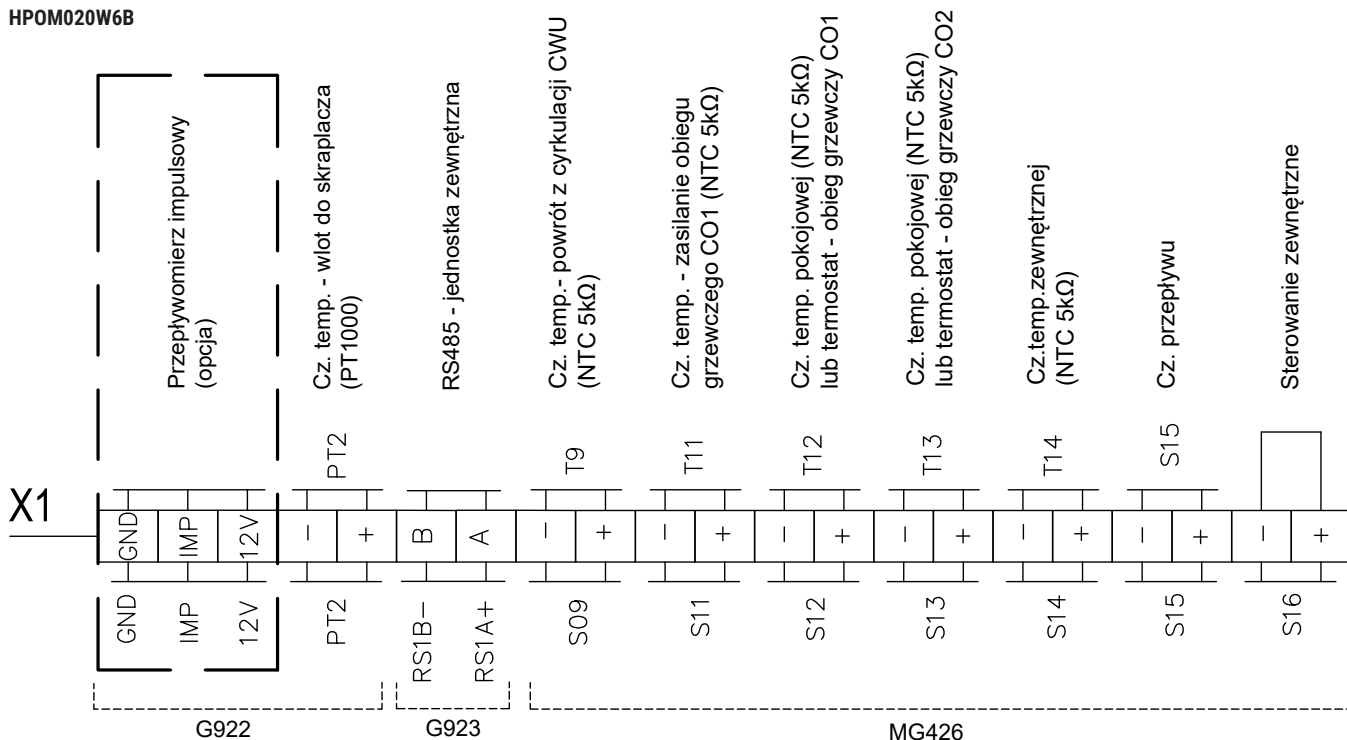 HPOM020W6B
Przepływomierz impulsowy
(opcja)
Cz. temp. - wlot do skraplacza
(PT1000)
RS485 - jednostka zewnętrzna
Cz. temp.- powrót z cyrkulacji CWU
(NTC 5kΩ)
Cz. temp. - zasilanie obiegu
grzewczego CO1 (NTC 5kΩ)
Cz. temp. pokojowej (NTC 5kΩ)
lub termostat - obieg grzewczy CO1
Cz. temp. pokojowej (NTC 5kΩ)
lub termostat - obieg grzewczy CO2
Cz.temp.zewnętrznej
(NTC 5kΩ)
Cz. przepływu
Sterowanie zewnętrzne
PT2 T9 T11 T12 T13 T14 S15
X1
GND IMP 12V - + B A - + - + - + - + - + - + - +
GND IMP 12V PT2 RS1B- RS1A+ S09 S11 S12 S13 S14 S15 S16
G922 G923 MG426